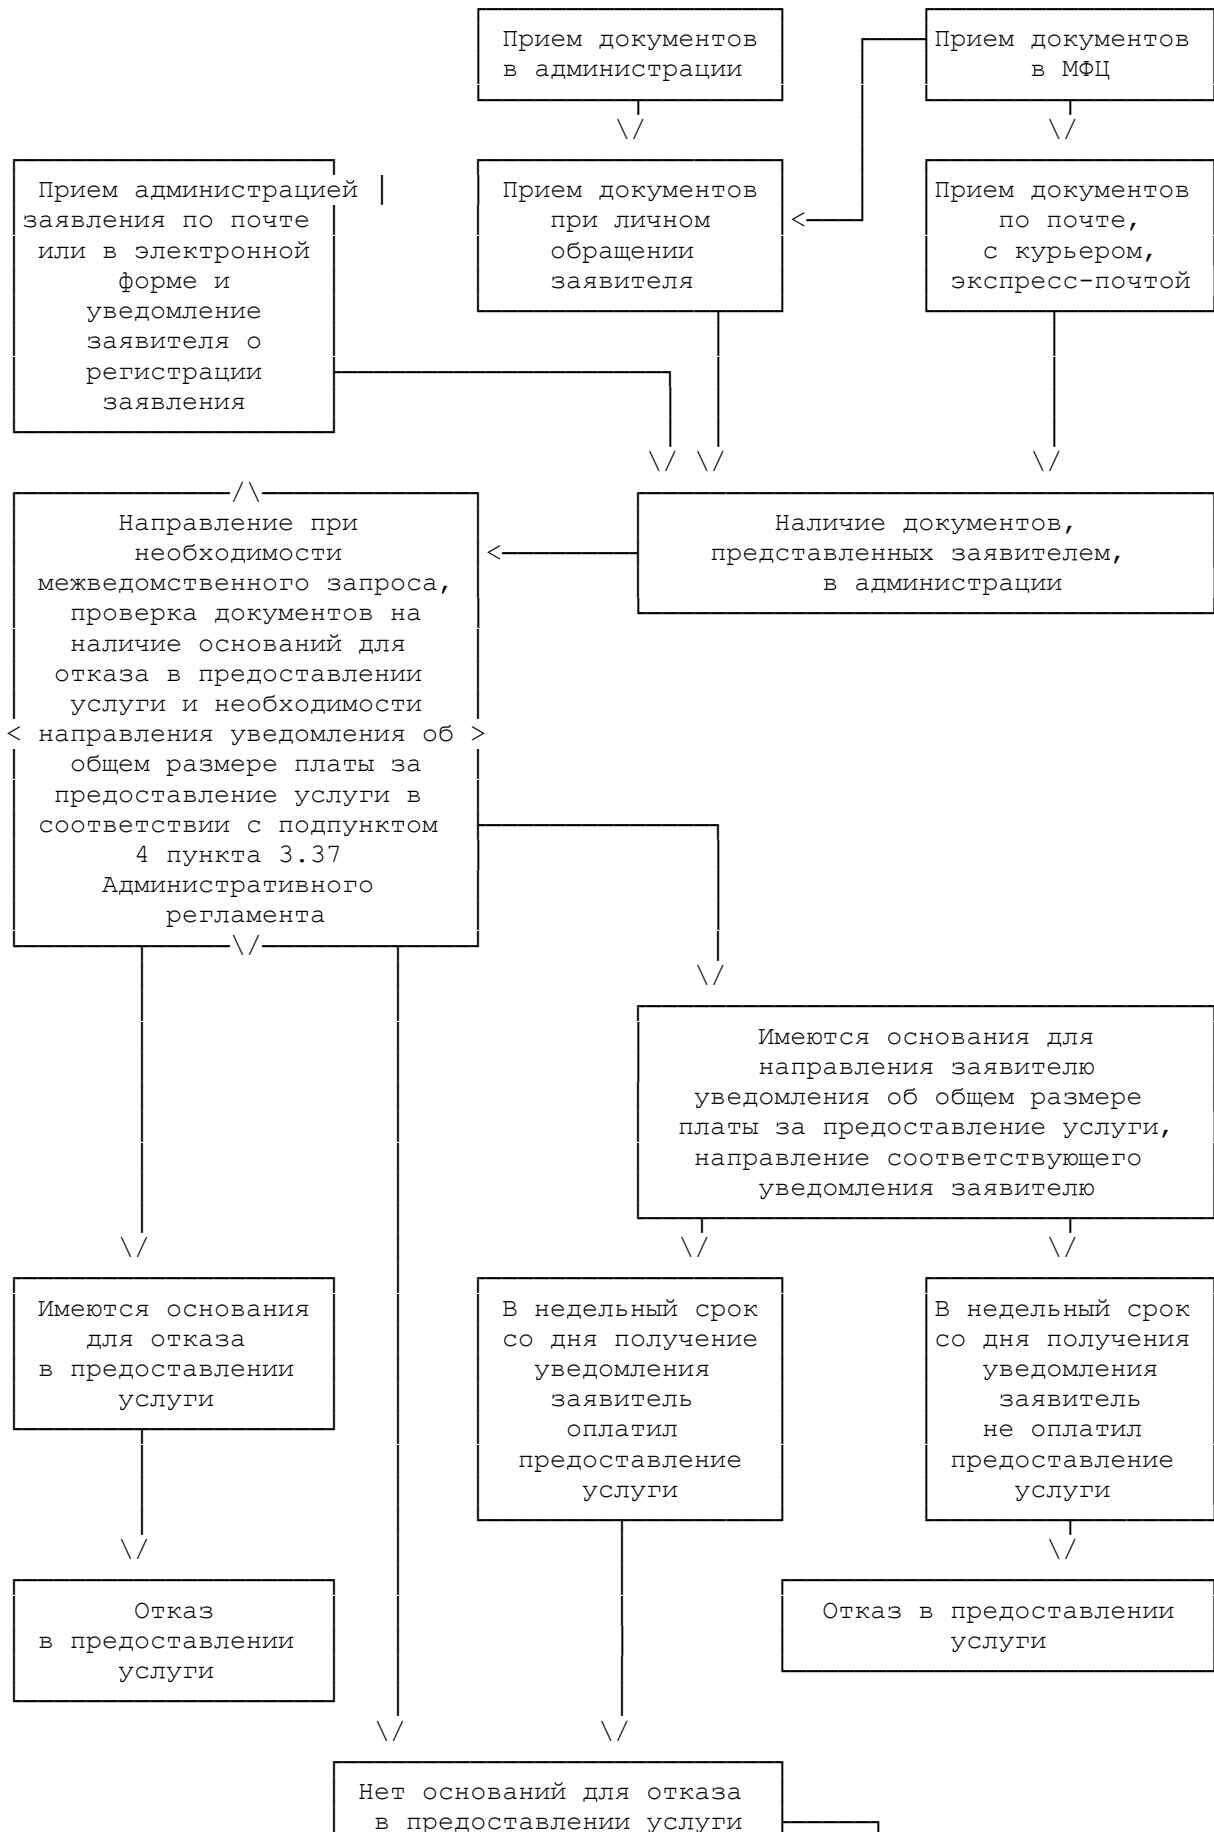 Прием документов
в администрации
Прием документов
в МФЦ
\/
\/
Прием администрацией |
заявления по почте
или в электронной
форме и
уведомление
заявителя о
регистрации
заявления
Прием документов
при личном
обращении
заявителя
<
Прием документов
по почте,
с курьером,
экспресс-почтой
\/ \/
\/
/\
Направление при
необходимости
межведомственного запроса,
проверка документов на
наличие оснований для
отказа в предоставлении
услуги и необходимости
< направления уведомления об >
общем размере платы за
предоставление услуги в
соответствии с подпунктом
4 пункта 3.37
Административного
регламента
\/
<
Наличие документов,
представленных заявителем,
в администрации
\/
Имеются основания для
направления заявителю
уведомления об общем размере
платы за предоставление услуги,
направление соответствующего
уведомления заявителю
\/
\/
\/
Имеются основания
для отказа
в предоставлении
услуги
В недельный срок
со дня получение
уведомления
заявитель
оплатил
предоставление
услуги
В недельный срок
со дня получения
уведомления
заявитель
не оплатил
предоставление
услуги
\/
\/
Отказ
в предоставлении
услуги
Отказ в предоставлении
услуги
\/
\/
Нет оснований для отказа
в предоставлении услуги